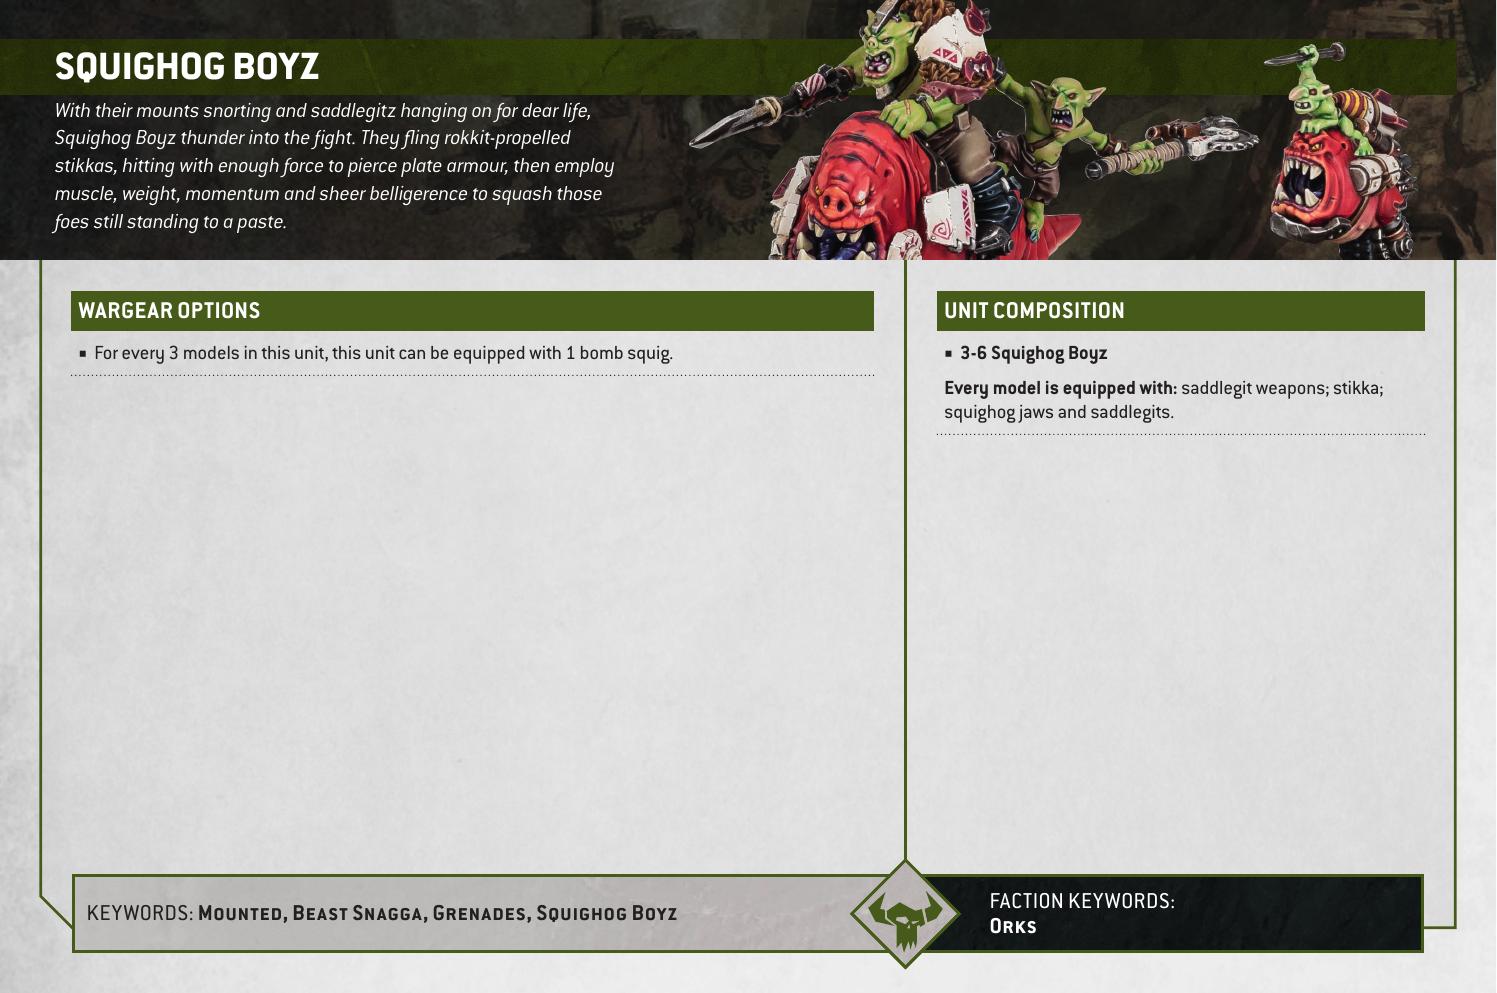 SQUIGHOG BOYZ
With their mounts snorting and saddlegitz hanging on for dear life,
Squighog Boyz thunder into the fight. They fling rokkit-propelled
stikkas, hitting with enough force to pierce plate armour, then employ
muscle, weight, momentum and sheer belligerence to squash those
foes still standing to a paste.
WARGEAR OPTIONS
▪ For every 3 models in this unit, this unit can be equipped with 1 bomb squig.
UNIT COMPOSITION
▪ 3-6 Squighog Boyz
Every model is equipped with: saddlegit weapons; stikka;
squighog jaws and saddlegits.
KEYWORDS: Mounted, Beast Snagga, Grenades, Squighog Boyz
FACTION KEYWORDS:
Orks